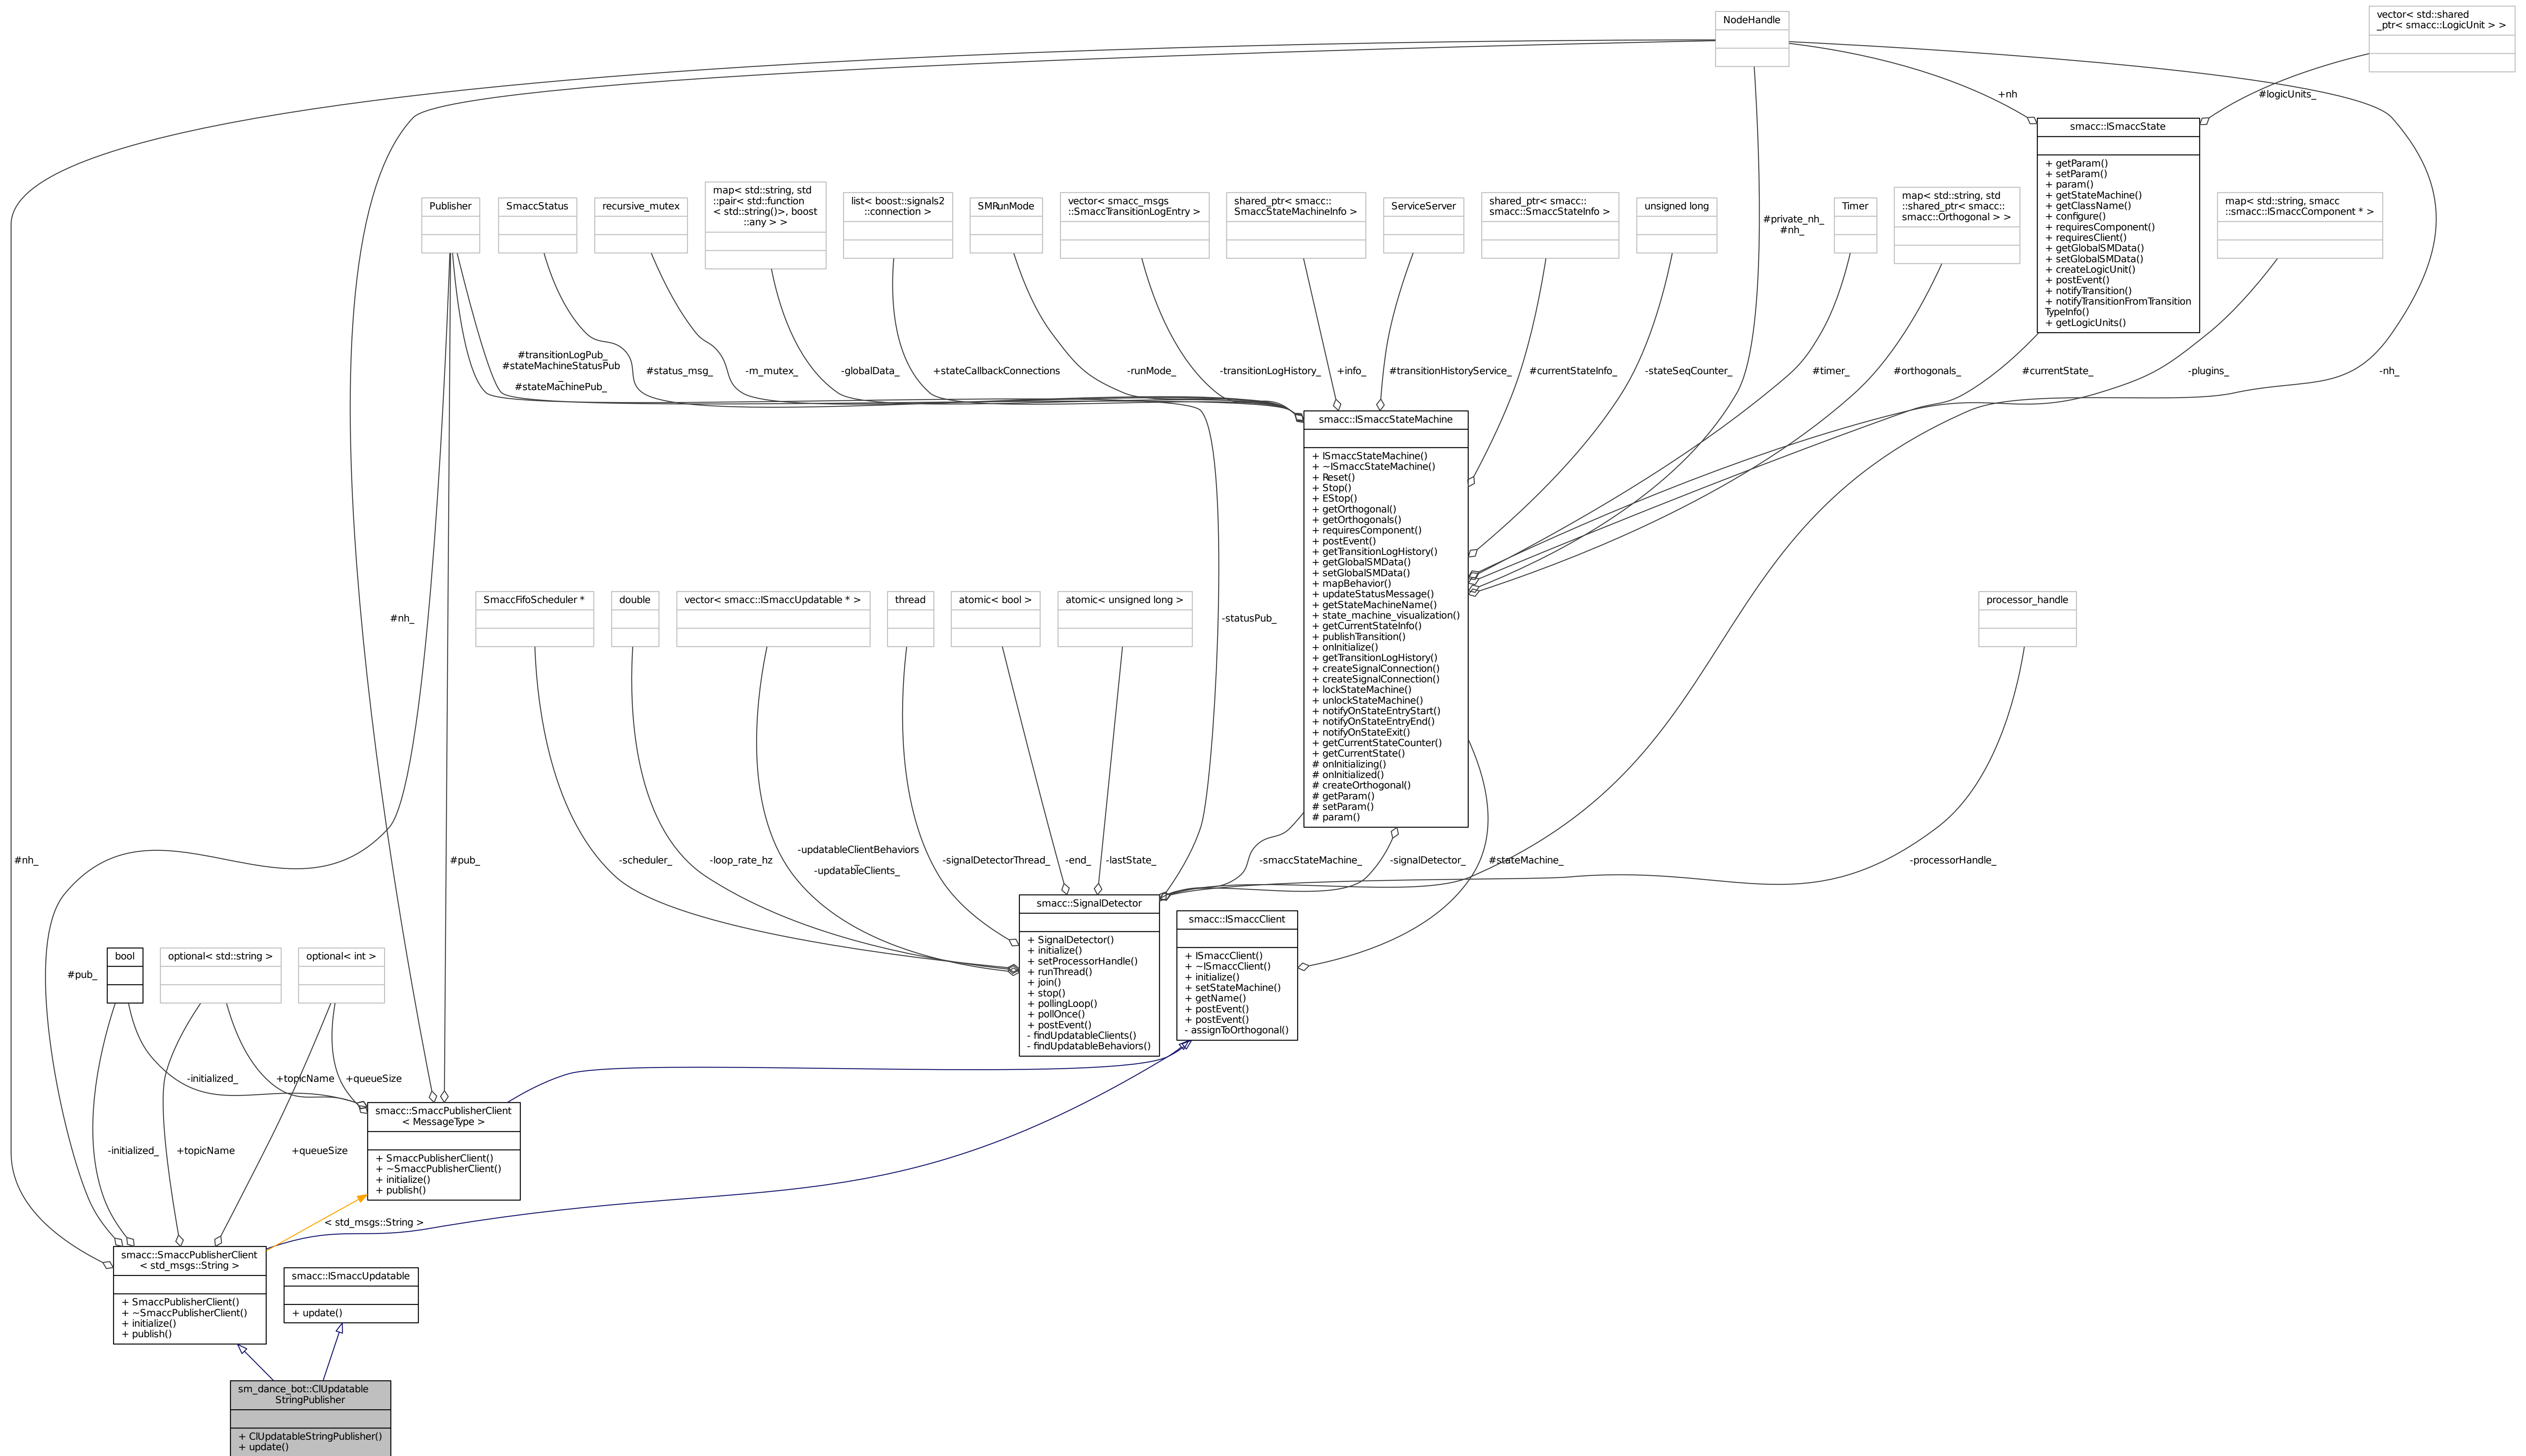 NodeHandle
vector< std::shared
_ptr< smacc::LogicUnit > >
+nh
#logicUnits_
smacc::ISmaccState
+ getParam()
+ setParam()
+ param()
+ getStateMachine()
+ getClassName()
+ configure()
+ requiresComponent()
+ requiresClient()
+ getGlobalSMData()
+ setGlobalSMData()
+ createLogicUnit()
+ postEvent()
+ notifyTransition()
+ notifyTransitionFromTransition
TypeInfo()
+ getLogicUnits()
Publisher
SmaccStatus
recursive_mutex
map< std::string, std
::pair< std::function
< std::string()>, boost
::any > >
list< boost::signals2
::connection >
SMRunMode
vector< smacc_msgs
::SmaccTransitionLogEntry >
shared_ptr< smacc::
SmaccStateMachineInfo >
ServiceServer
shared_ptr< smacc::
smacc::SmaccStateInfo >
unsigned long
#private_nh_
#nh_
Timer
map< std::string, std
::shared_ptr< smacc::
smacc::Orthogonal > >
map< std::string, smacc
::smacc::ISmaccComponent * >
#transitionLogPub_
#stateMachineStatusPub
_
#stateMachinePub_
#status_msg_
-m_mutex_
-globalData_
+stateCallbackConnections
-runMode_
-transitionLogHistory_
+info_
#transitionHistoryService_
#currentStateInfo_
-stateSeqCounter_
#timer_
#orthogonals_
#currentState_
-plugins_
-nh_
smacc::ISmaccStateMachine
+ ISmaccStateMachine()
+ ~ISmaccStateMachine()
+ Reset()
+ Stop()
+ EStop()
+ getOrthogonal()
+ getOrthogonals()
+ requiresComponent()
+ postEvent()
+ getTransitionLogHistory()
+ getGlobalSMData()
+ setGlobalSMData()
+ mapBehavior()
+ updateStatusMessage()
+ getStateMachineName()
+ state_machine_visualization()
+ getCurrentStateInfo()
+ publishTransition()
+ onInitialize()
+ getTransitionLogHistory()
+ createSignalConnection()
+ createSignalConnection()
+ lockStateMachine()
+ unlockStateMachine()
+ notifyOnStateEntryStart()
+ notifyOnStateEntryEnd()
+ notifyOnStateExit()
+ getCurrentStateCounter()
+ getCurrentState()
# onInitializing()
# onInitialized()
# createOrthogonal()
# getParam()
# setParam()
# param()
#nh_
SmaccFifoScheduler *
double
vector< smacc::ISmaccUpdatable * >
thread
atomic< bool >
atomic< unsigned long >
-statusPub_
processor_handle
#nh_
#pub_
-scheduler_
-loop_rate_hz
-updatableClientBehaviors
_
-updatableClients_
-signalDetectorThread_
-end_
-lastState_
-smaccStateMachine_
-signalDetector_
#stateMachine_
-processorHandle_
smacc::SignalDetector
+ SignalDetector()
+ initialize()
+ setProcessorHandle()
+ runThread()
+ join()
+ stop()
+ pollingLoop()
+ pollOnce()
+ postEvent()
- findUpdatableClients()
- findUpdatableBehaviors()
smacc::ISmaccClient
+ ISmaccClient()
+ ~ISmaccClient()
+ initialize()
+ setStateMachine()
+ getName()
+ postEvent()
+ postEvent()
- assignToOrthogonal()
#pub_
bool
optional< std::string >
optional< int >
-initialized_
+topicName
+queueSize
smacc::SmaccPublisherClient
< MessageType >
+ SmaccPublisherClient()
+ ~SmaccPublisherClient()
+ initialize()
+ publish()
-initialized_
+topicName
+queueSize
< std_msgs::String >
smacc::SmaccPublisherClient
< std_msgs::String >
+ SmaccPublisherClient()
+ ~SmaccPublisherClient()
+ initialize()
+ publish()
smacc::ISmaccUpdatable
+ update()
sm_dance_bot::ClUpdatable
StringPublisher
+ ClUpdatableStringPublisher()
+ update()